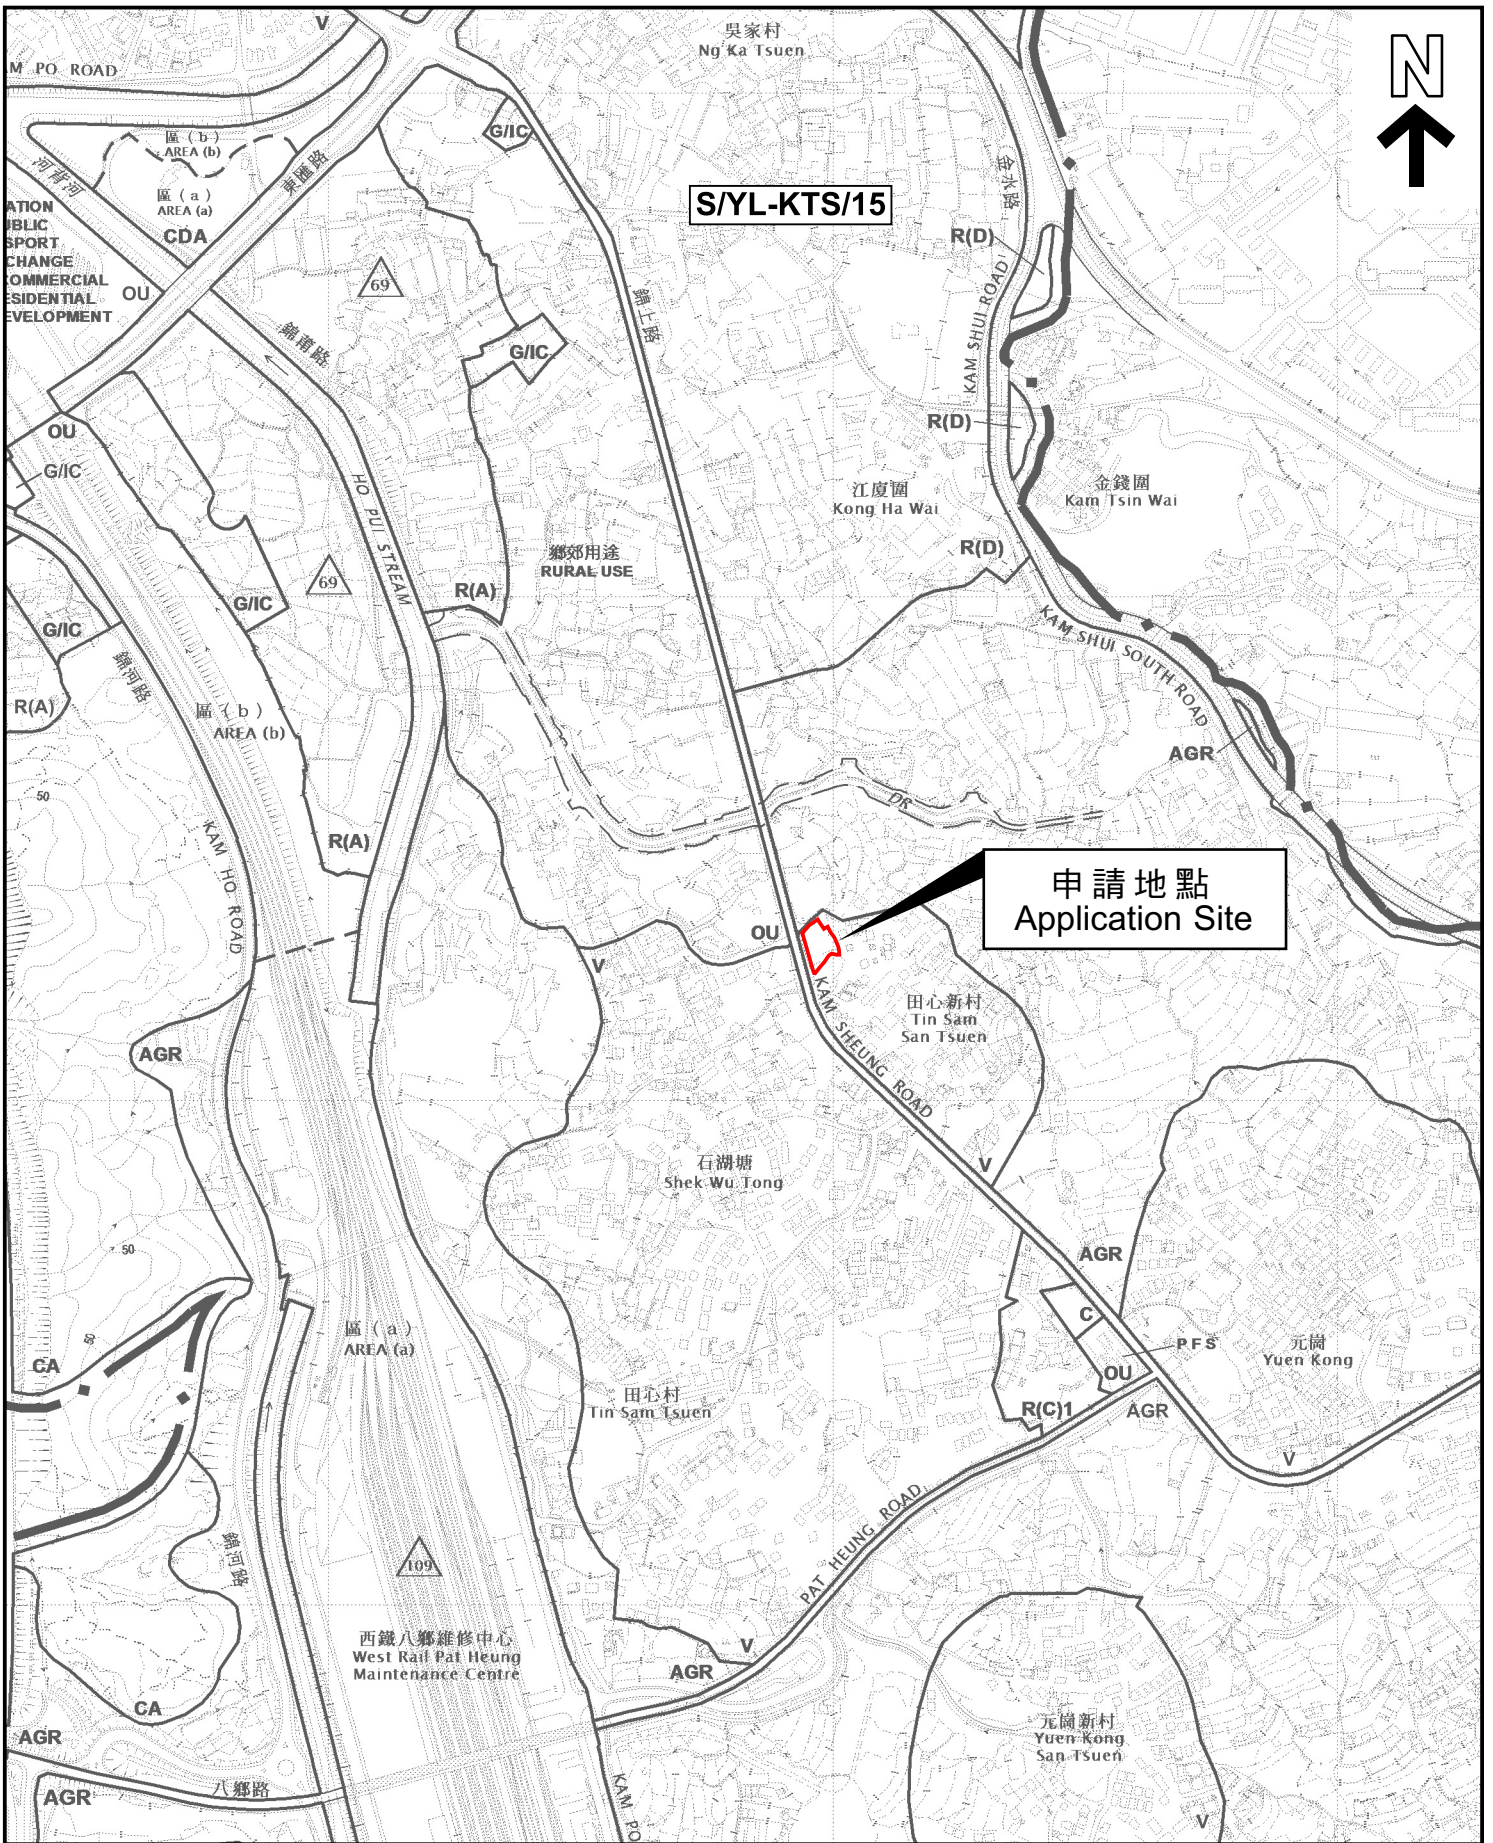 吳家村
Ng Ka Tsuen
N
V
M PO ROAD
G/IC
區（b）
AREA (b)
河背河
東匯路
區（a）
AREA (a)
CDA
ATION
UBLIC
SPORT
CHANGE
OMMERCIAL
ESIDENTIAL
EVELOPMENT
OU
S/YL-KTS/15
金水路
R(D)
KAM SHUI ROAD
69
錦上路
錦莆路
G/IC
R(D)
OU
G/IC
HO PUI STREAM
江廈圍
Kong Ha Wai
金錢圍
Kam Tsin Wai
鄉郊用途
RURAL USE
R(D)
69
R(A)
G/IC
G/IC
錦河路
KAM SHUI SOUTH ROAD
R(A)
區（b）
AREA (b)
AGR
50
DR
KAM HO ROAD
R(A)
申請地點
Application Site
OU
V
KAM SHEUNG ROAD
田心新村
Tin Sam
San Tsuen
AGR
石湖塘
Shek Wu Tong
V
50
AGR
C
50
區（a）
AREA (a)
PFS
元崗
Yuen Kong
CA
OU
田心村
Tin Sam Tsuen
R(C)1
AGR
V
PAT HEUNG ROAD
錦河路
109
西鐵八鄉維修中心
West Rail Pat Heung
Maintenance Centre
V
AGR
CA
元崗新村
Yuen Kong
San Tsuen
AGR
八鄉路
AGR
KAM PO
V